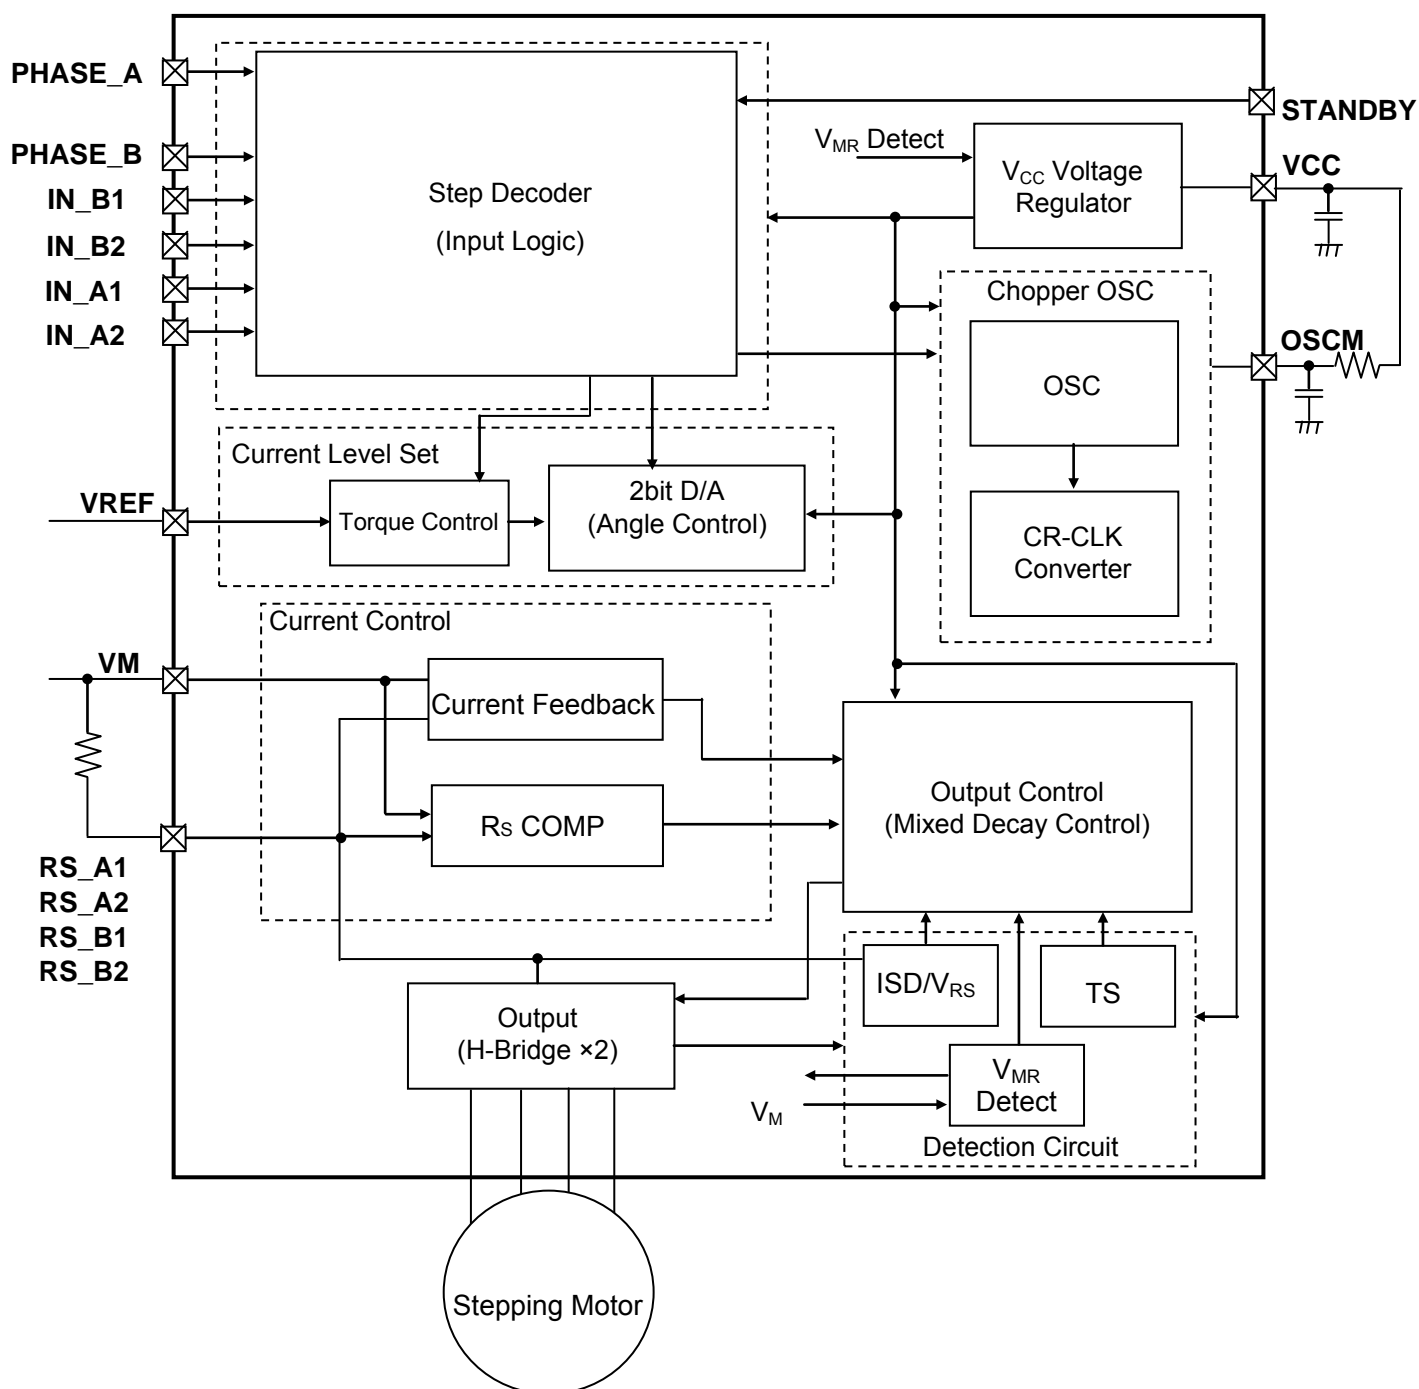 PHASE_A
PHASE_B
IN_B1
IN_B2
IN_A1
IN_A2
Step Decoder
(Input Logic)
STANDBY
VMR Detect
VCC Voltage
Regulator
VCC
Chopper OSC
OSC
CR-CLK
Converter
OSCM
Current Level Set
VREF
Torque Control
2bit D/A
(Angle Control)
Current Control
VM
Current Feedback
RS COMP
RS_A1
RS_A2
RS_B1
RS_B2
Output Control
(Mixed Decay Control)
ISD/VRS
TS
VMR
Detect
VM
Detection Circuit
Output
(H-Bridge ×2)
Stepping Motor